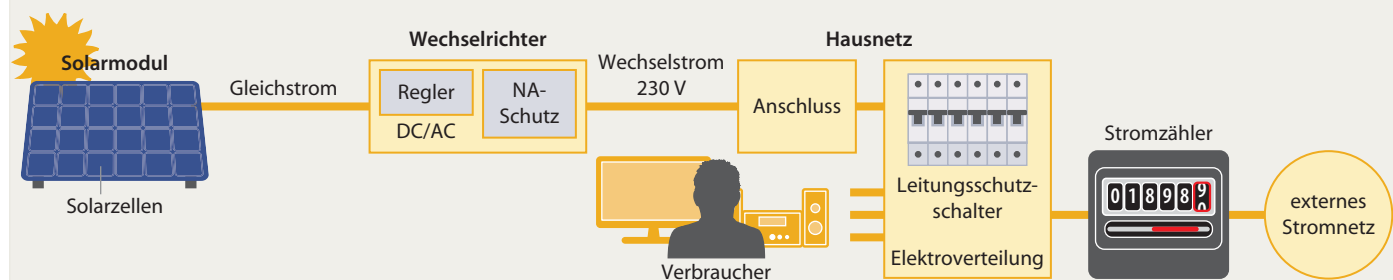 Solarmodul
Solarzellen
Gleichstrom
Wechselrichter
Regler
DC/AC
NA-
Schutz
Wechselstrom
230 V
Hausnetz
Anschluss
Verbraucher
Leitungsschutz-
schalter
Elektroverteilung
Stromzähler
01898
externes
Stromnetz